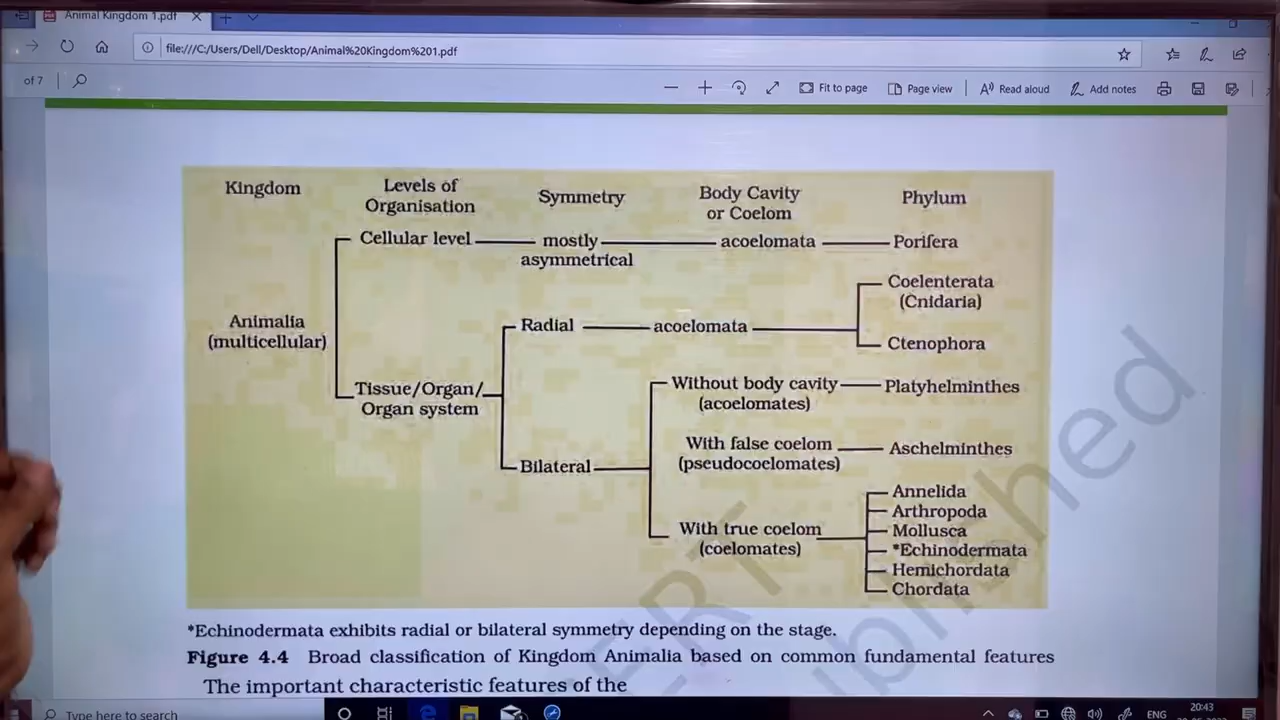 Animal Kingdom 1.pdf
file:///C:/Users/Dell/Desktop/Animal%20Kingdom%201.pdf
of 7
Fit to page
Page view
Read aloud
Add notes
Kingdom
Levels of
Organisation
Symmetry
Body Cavity
or Coelom
Phylum
Cellular level
mostly
asymmetrical
acoelomata
Porifera
Coelenterata
(Cnidaria)
Animalia
(multicellular)
Radial
acoelomata
Ctenophora
Tissue/Organ/
Organ system
Without body cavity
(acoelomates)
Platyhelminthes
With false coelom
(pseudocoelomates)
Aschelminthes
Bilateral
With true coelom
(coelomates)
Annelida
Arthropoda
Mollusca
*Echinodermata
Hemichordata
Chordata
*Echinodermata exhibits radial or bilateral symmetry depending on the stage.
Figure 4.4 Broad classification of Kingdom Animalia based on common fundamental features
The important characteristic features of the
Type here to search
ENG
20:43